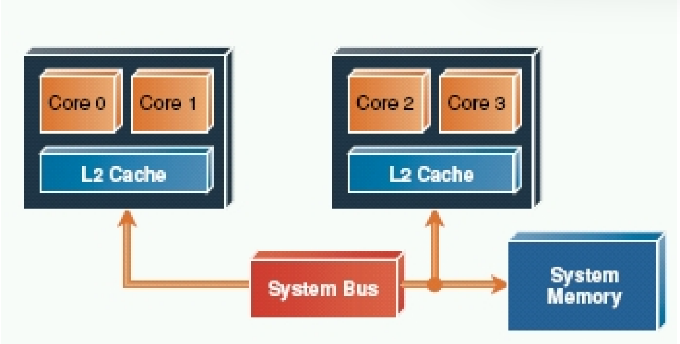 Core 0
Core 1
Core 2
Core 3
L2 Cache
L2 Cache
System Bus
System
Memory